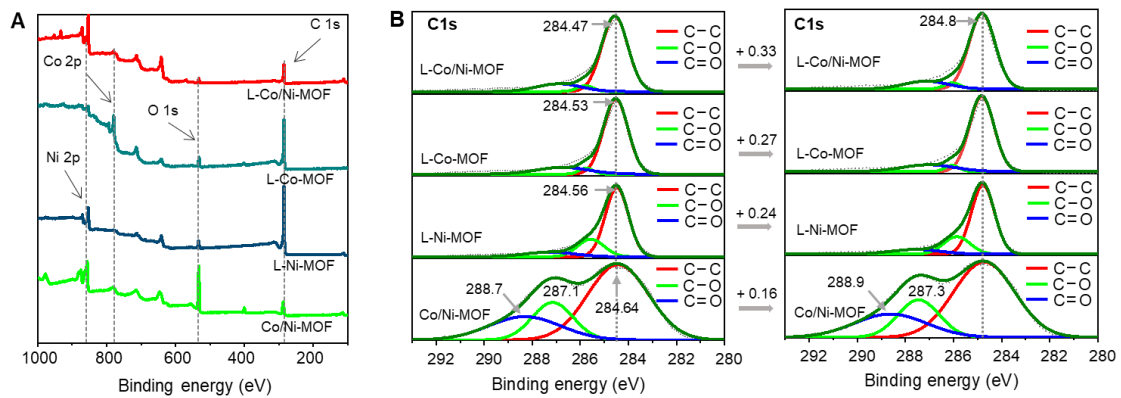 A
C 1s
Co 2p
L-Co/Ni-MOF
O 1s
Ni 2p
L-Co-MOF
L-Ni-MOF
Co/Ni-MOF
1000 800 600 400 200
Binding energy (eV)
B
C1s
284.47
C－C
C－O
C＝O
L-Co/Ni-MOF
284.53
C－C
C－O
C＝O
L-Co-MOF
284.56
C－C
C－O
C＝O
L-Ni-MOF
288.7
287.1
284.64
C－C
C－O
C＝O
Co/Ni-MOF
292 290 288 286 284 282 280
Binding energy (eV)
+ 0.33
+ 0.27
+ 0.24
+ 0.16
C1s
284.8
C－C
C－O
C＝O
L-Co/Ni-MOF
C－C
C－O
C＝O
L-Co-MOF
C－C
C－O
C＝O
L-Ni-MOF
288.9
287.3
C－C
C－O
C＝O
Co/Ni-MOF
292 290 288 286 284 282 280
Binding energy (eV)